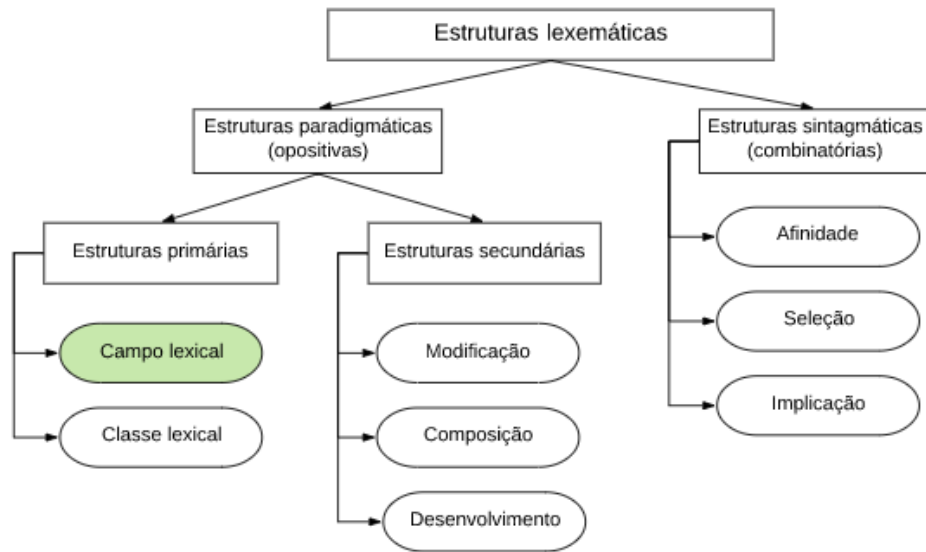 Estruturas lexemáticas
Estruturas paradigmáticas
(opositivas)
Estruturas sintagmáticas
(combinatórias)
Estruturas primárias
Estruturas secundárias
Afinidade
Seleção
Implicação
Campo lexical
Classe lexical
Modificação
Composição
Desenvolvimento